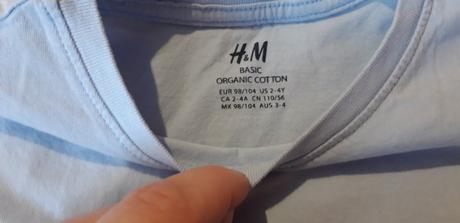 H&M
BASIC
ORGANIC COTTON
EUR 98/104 US 2-4Y
CA 2-4A CN 110/56
MX 98/104 AUS 3-4